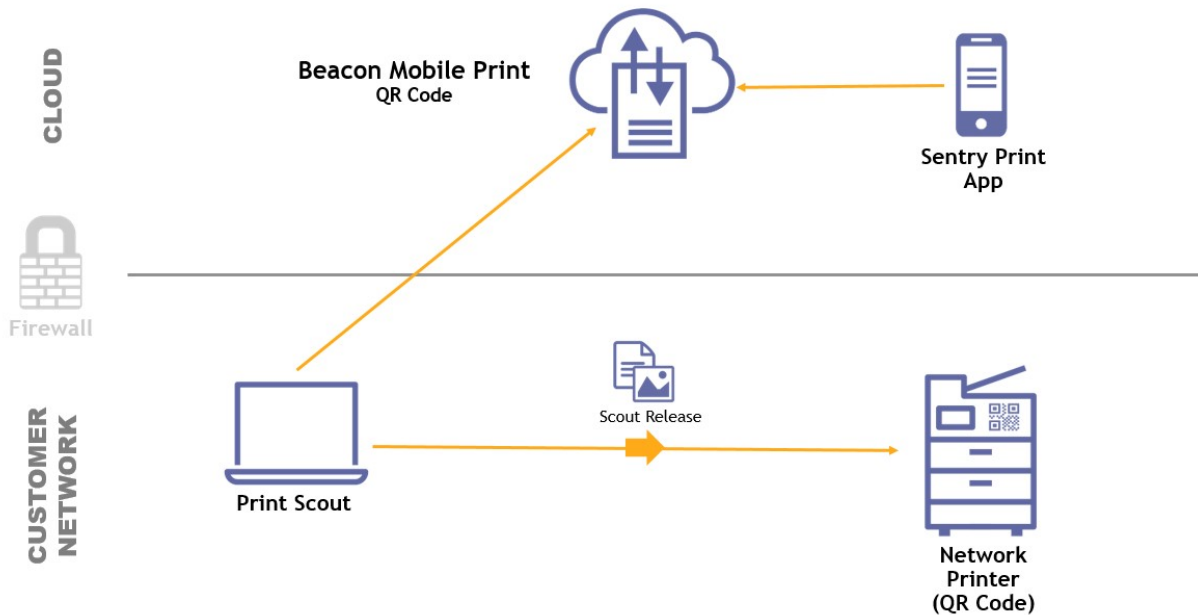 CLOUD
Beacon Mobile Print
QR Code
Sentry Print
App
Firewall
CUSTOMER
NETWORK
Scout Release
Print Scout
Network
Printer
(QR Code)